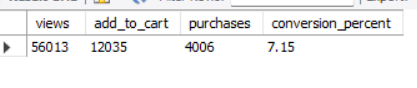 views add_to_cart purchases conversion_percent
56013 12035 4006 7.15